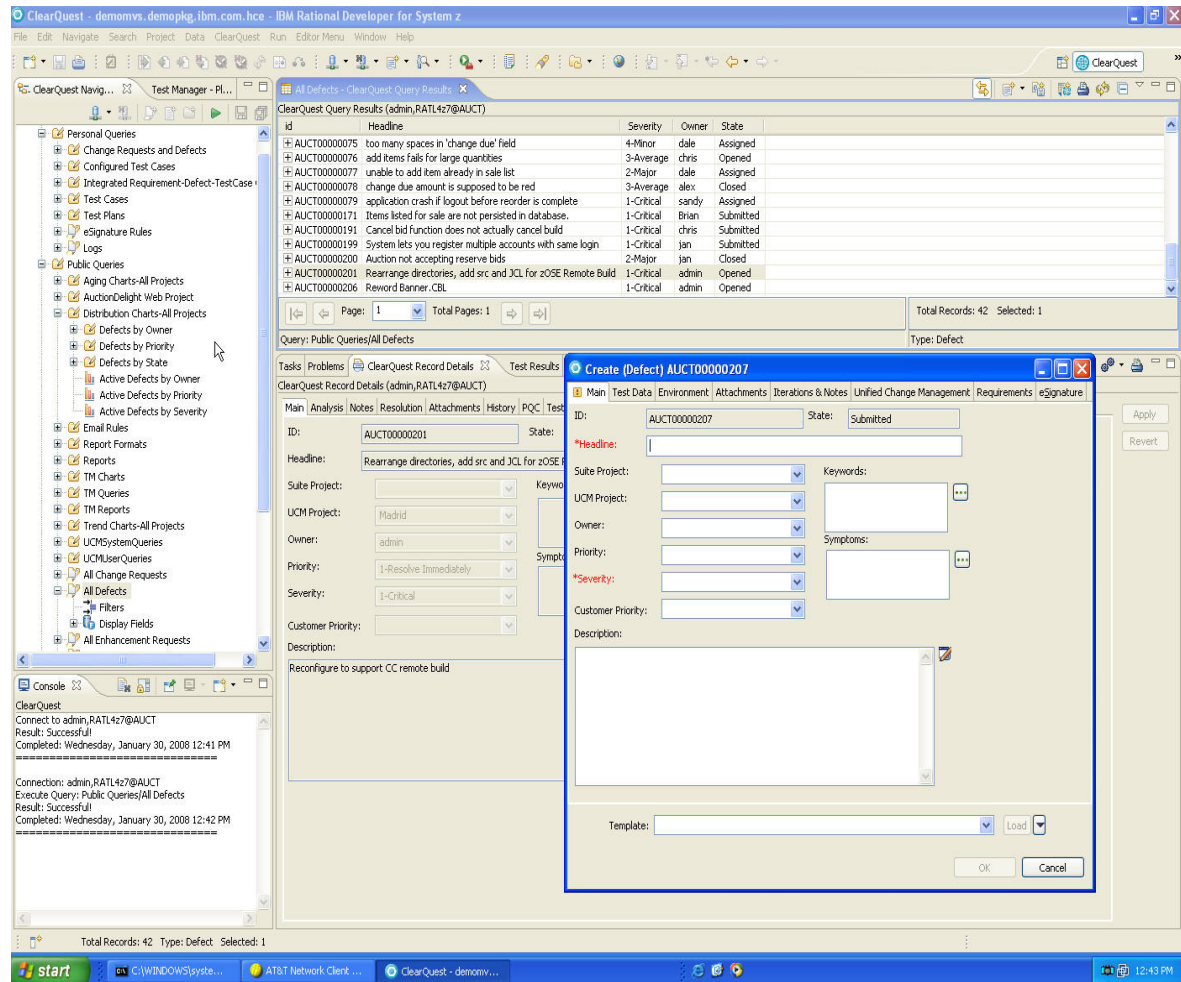 ClearQuest - demomvs.demopkg.ibm.com.hce - IBM Rational Developer for System z
File Edit Navigate Search Project Data ClearQuest Run Editor Menu Window Help
ClearQuest
ClearQuest Navig... Test Manager - Pl...
Personal Queries
Change Requests and Defects
Configured Test Cases
Integrated Requirement-Defect-TestCase
Test Cases
Test Plans
eSignature Rules
Logs
Public Queries
Aging Charts-All Projects
AuctionDelight Web Project
Distribution Charts-All Projects
Defects by Owner
Defects by Priority
Defects by State
Active Defects by Owner
Active Defects by Priority
Active Defects by Severity
Email Rules
Report Formats
Reports
TM Charts
TM Queries
TM Reports
Trend Charts-All Projects
UCMSystemQueries
UCMUserQueries
All Change Requests
All Defects
Filters
Display Fields
All Enhancement Requests
All Defects - ClearQuest Query Results
ClearQuest Query Results (admin,RATL4z7@AUCT)
id Headline Severity Owner State
AUCT00000075 too many spaces in 'change due' field 4-Minor dale Assigned
AUCT00000076 add items fails for large quantities 3-Average chris Opened
AUCT00000077 unable to add item already in sale list 2-Major dale Assigned
AUCT00000078 change due amount is supposed to be red 3-Average alex Closed
AUCT00000079 application crash if logout before reorder is complete 1-Critical sandy Assigned
AUCT00000171 Items listed for sale are not persisted in database. 1-Critical Brian Submitted
AUCT00000191 Cancel bid function does not actually cancel build 1-Critical chris Submitted
AUCT00000199 System lets you register multiple accounts with same login 1-Critical jan Submitted
AUCT00000200 Auction not accepting reserve bids 2-Major jan Closed
AUCT00000201 Rearrange directories, add src and JCL for zOSE Remote Build 1-Critical admin Opened
AUCT00000206 Reword Banner.CBL 1-Critical admin Opened
Page: 1 Total Pages: 1 Total Records: 42 Selected: 1
Query: Public Queries/All Defects Type: Defect
Tasks Problems ClearQuest Record Details Test Results
ClearQuest Record Details (admin,RATL4z7@AUCT)
Main Analysis Notes Resolution Attachments History PQC Test
ID: AUCT00000201 State:
Headline: Rearrange directories, add src and JCL for zOSE
Suite Project: Keywo
UCM Project: Madrid
Owner: admin
Sympto
Priority: 1-Resolve Immediately
Severity: 1-Critical
Customer Priority:
Description:
Reconfigure to support CC remote build
Apply
Revert
Create (Defect) AUCT00000207
Main Test Data Environment Attachments Iterations & Notes Unified Change Management Requirements eSignature
ID: AUCT00000207 State: Submitted
*Headline:
Suite Project: Keywords:
UCM Project:
Owner:
Symptoms:
Priority:
*Severity:
Customer Priority:
Description:
Template: Load
OK Cancel
Console
ClearQuest
Connect to admin,RATL4z7@AUCT
Result: Successful!
Completed: Wednesday, January 30, 2008 12:41 PM
================================
Connection: admin,RATL4z7@AUCT
Execute Query: Public Queries/All Defects
Result: Successful!
Completed: Wednesday, January 30, 2008 12:42 PM
================================
Total Records: 42 Type: Defect Selected: 1
start C:\WINDOWS\syste... AT&T Network Client ... ClearQuest - demomv... 12:43 PM